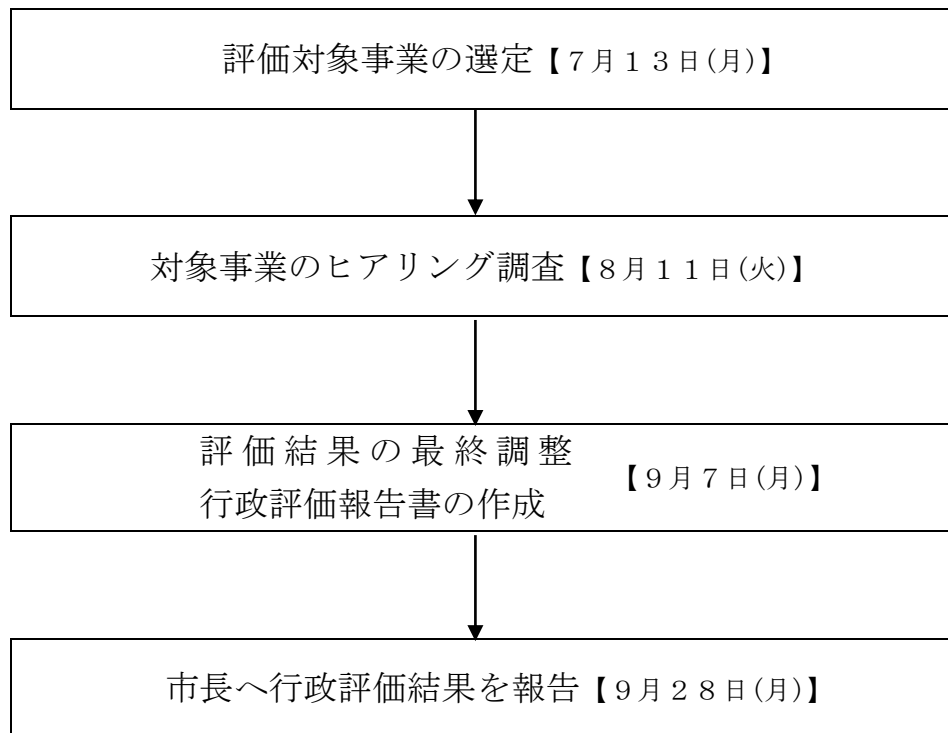 評価対象事業の選定【７月１３日(月)】
対象事業のヒアリング調査【８月１１日(火)】
評価結果の最終調整
行政評価報告書の作成
【９月７日(月)】
市長へ行政評価結果を報告【９月２８日(月)】